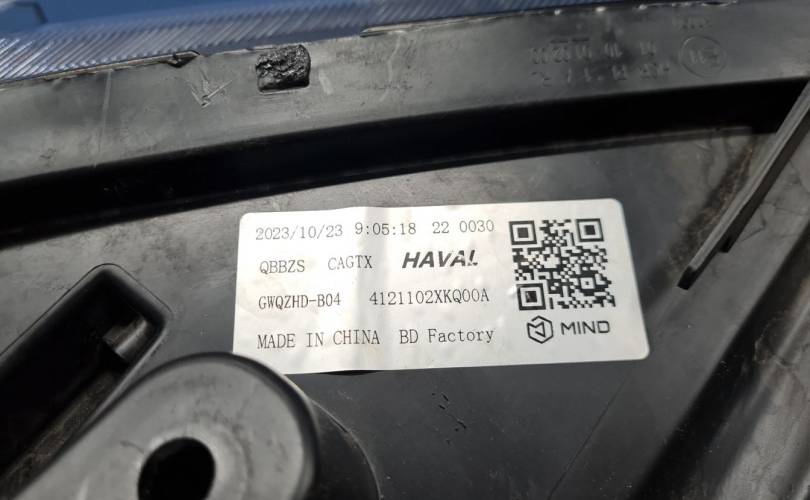 2023/10/23 9:05:18 22 0030
QBBZS CAGTX HAVAL
GWQZHD-B04 4121102XKQ00A
MADE IN CHINA BD Factory
MIND